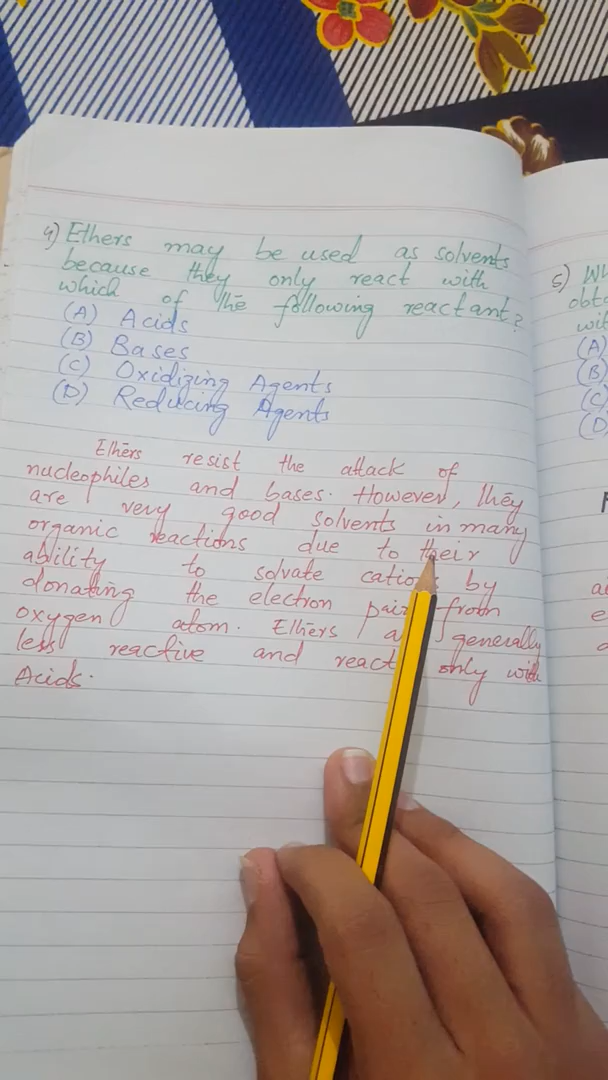 4) Ethers may be used as solvents
because they only react with
which of the following reactant?
(A) Acids
(B) Bases
(C) Oxidizing Agents
(D) Reducing Agents
Ethers resist the attack of
nucleophiles and bases. However, they
are very good solvents in many
organic reactions due to their
ability to solvate cations by
donating the electron pair from
oxygen atom. Ethers generally
less reactive and react only with
Acids.
5)
(A)
(B)
(C)
(D)